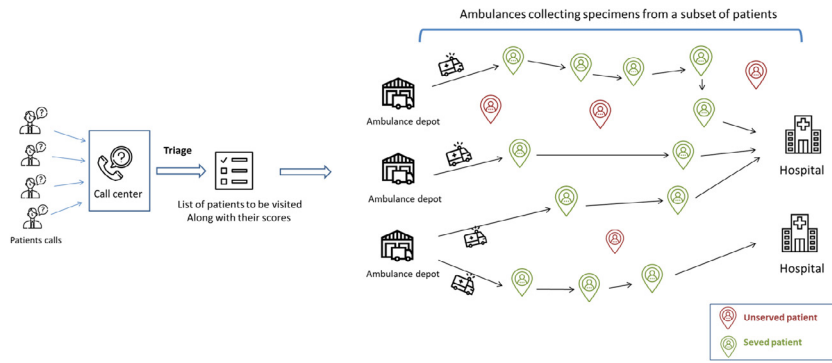 Ambulances collecting specimens from a subset of patients
Ambulance depot
Triage
Call center
List of patients to be visited
Along with their scores
Patients calls
Ambulance depot
Ambulance depot
Hospital
Hospital
Unserved patient
Seved patient